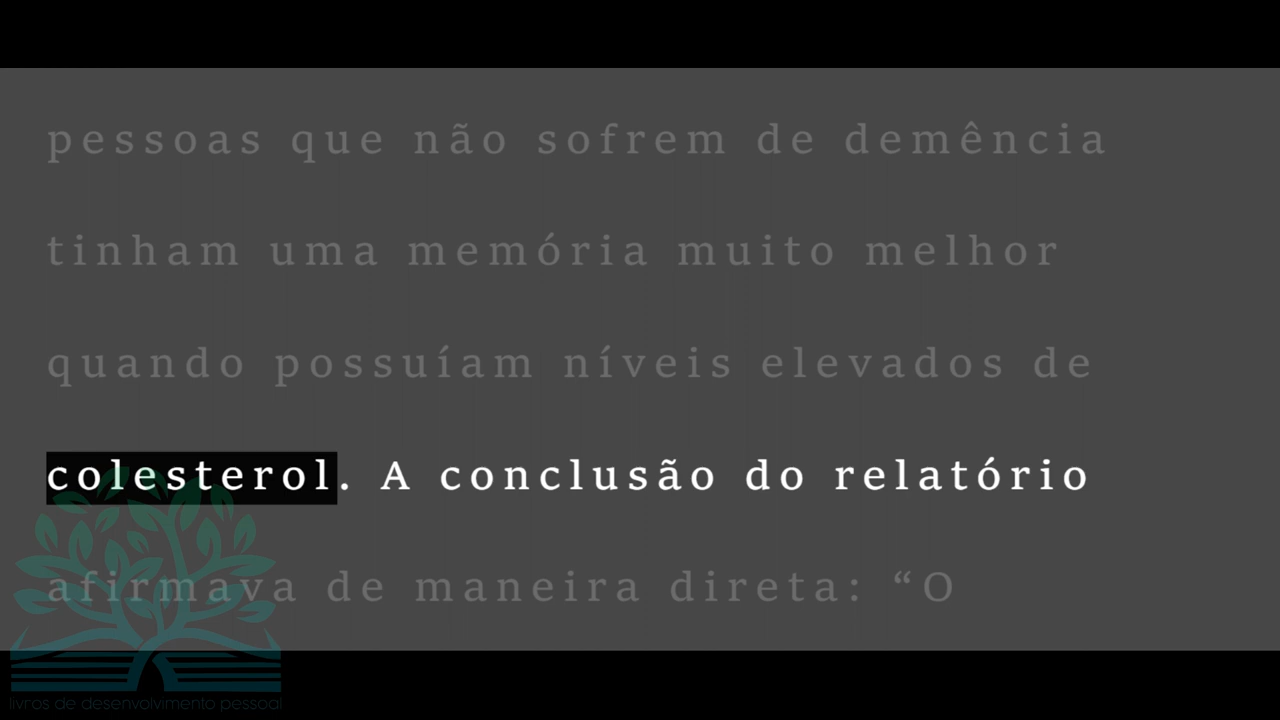 pessoas que não sofrem de demência
tinham uma memória muito melhor
quando possuíam níveis elevados de
colesterol. A conclusão do relatório
afirmava de maneira direta: “O
livros de desenvolvimento pessoal